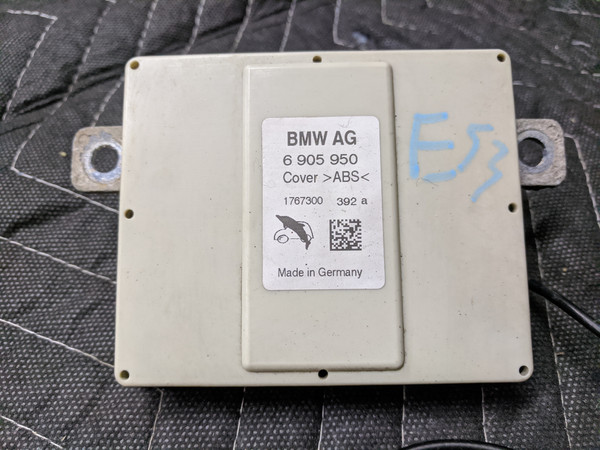 BMW AG
6 905 950
Cover >ABS<
1767300 392 a
Made in Germany
E53